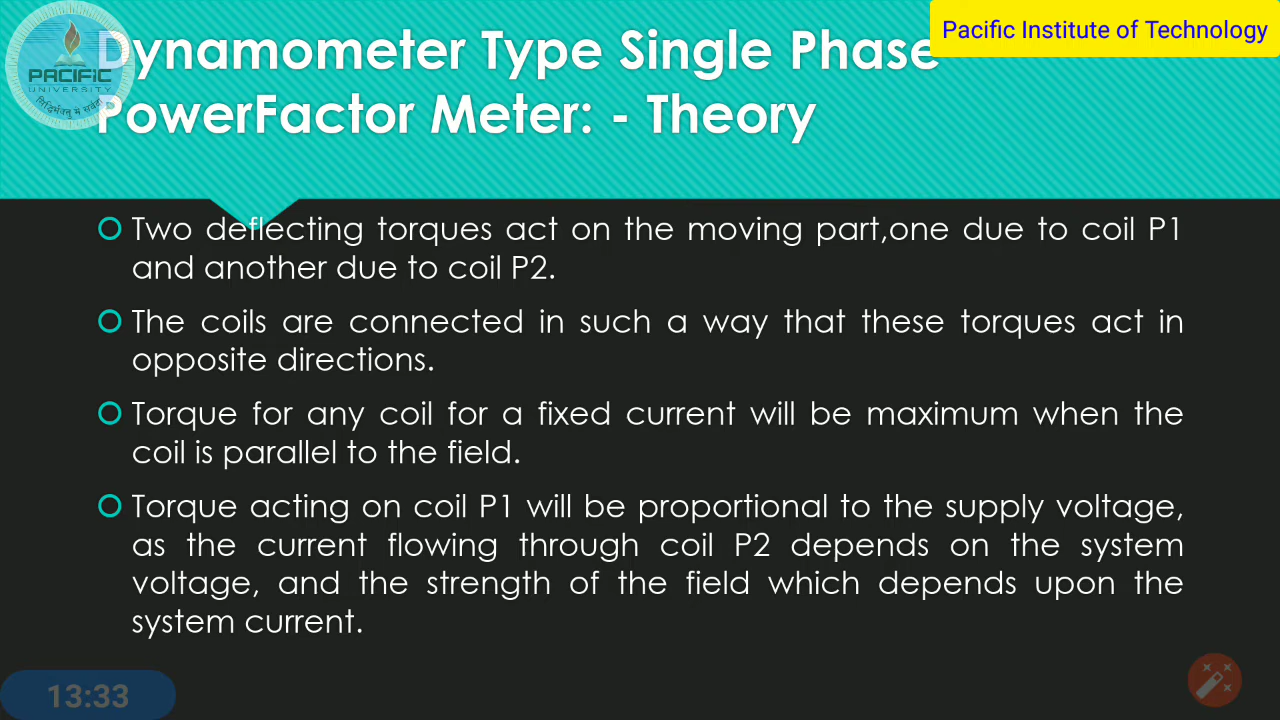 Pacific Institute of Technology
Dynamometer Type Single Phase
PowerFactor Meter: - Theory
PACIFIC
UNIVERSITY
Two deflecting torques act on the moving part,one due to coil P1
and another due to coil P2.
The coils are connected in such a way that these torques act in
opposite directions.
Torque for any coil for a fixed current will be maximum when the
coil is parallel to the field.
Torque acting on coil P1 will be proportional to the supply voltage,
as the current flowing through coil P2 depends on the system
voltage, and the strength of the field which depends upon the
system current.
13:33